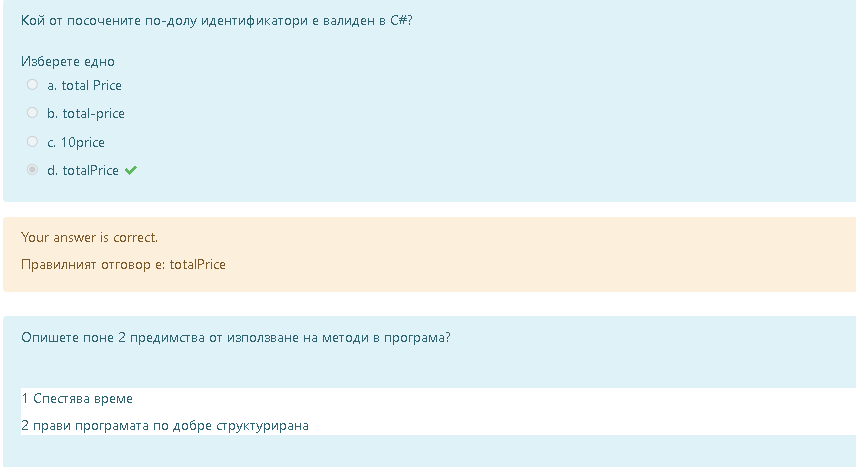 Кой от посочените по-долу идентификатори е валиден в C#?
Изберете едно
a. total Price
b. total-price
c. 10price
d. totalPrice
Your answer is correct.
Правилният отговор е: totalPrice
Опишете поне 2 предимства от използване на методи в програма?
1 Спестява време
2 прави програмата по добре структурирана